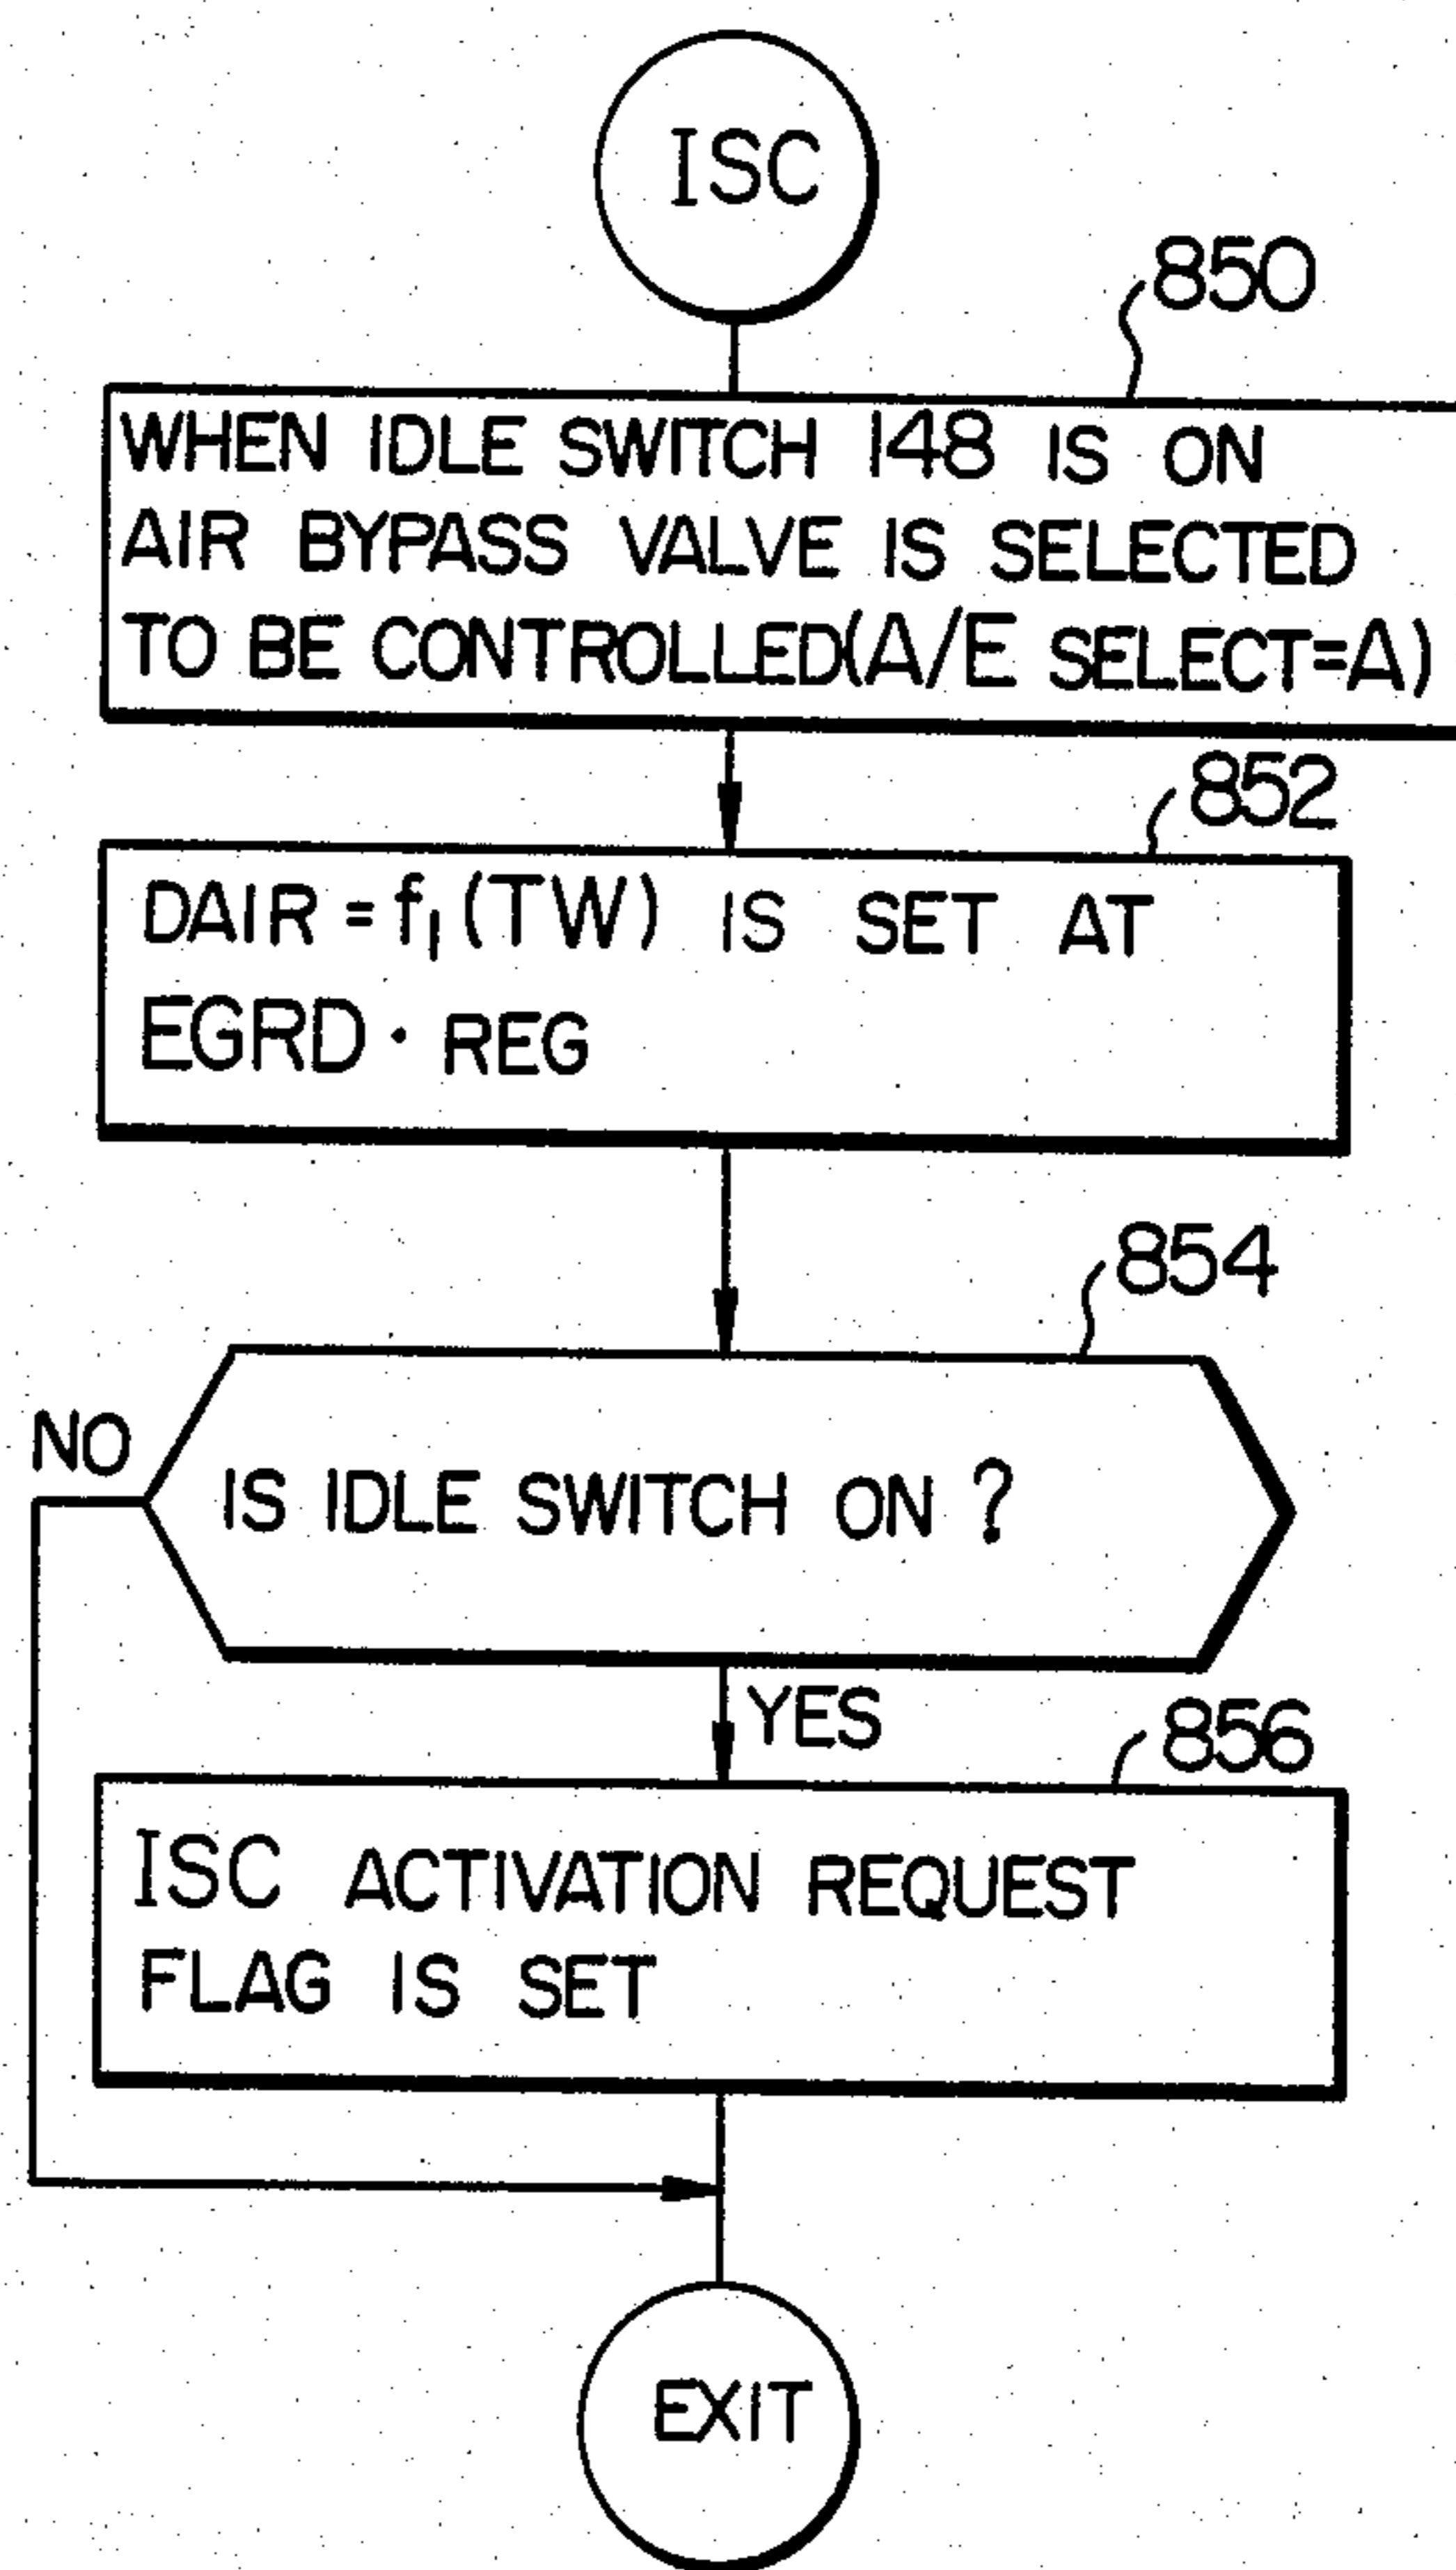 ISC
850
WHEN IDLE SWITCH 148 IS ON
AIR BYPASS VALVE IS SELECTED
TO BE CONTROLLED(A/E SELECT=A)
852
DAIR = f₁(TW) IS SET AT
EGRD · REG
854
NO
IS IDLE SWITCH ON ?
YES
856
ISC ACTIVATION REQUEST
FLAG IS SET
EXIT